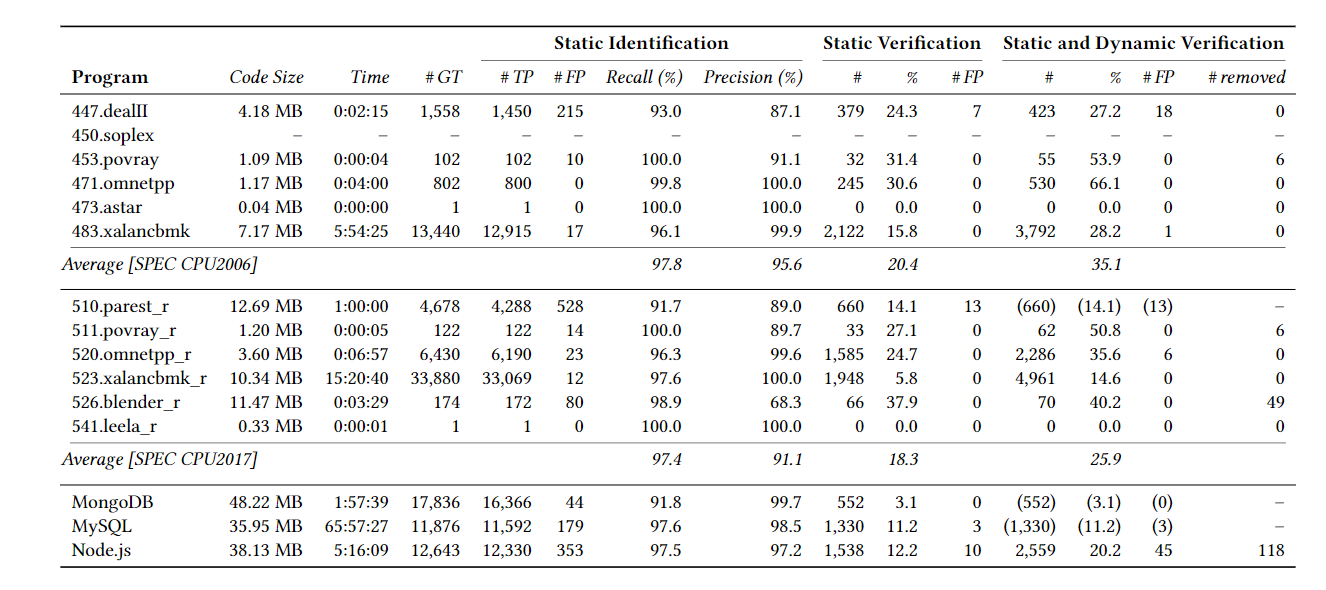 Static Identification Static Verification Static and Dynamic Verification
Program Code Size Time # GT # TP # FP Recall (%) Precision (%) # % # FP # % # FP # removed
447.dealII 4.18 MB 0:02:15 1,558 1,450 215 93.0 87.1 379 24.3 7 423 27.2 18 0
450.soplex – – – – – – – – – – – – – –
453.povray 1.09 MB 0:00:04 102 102 10 100.0 91.1 32 31.4 0 55 53.9 0 6
471.omnetpp 1.17 MB 0:04:00 802 800 0 99.8 100.0 245 30.6 0 530 66.1 0 0
473.astar 0.04 MB 0:00:00 1 1 0 100.0 100.0 0 0.0 0 0 0.0 0 0
483.xalancbmk 7.17 MB 5:54:25 13,440 12,915 17 96.1 99.9 2,122 15.8 0 3,792 28.2 1 0
Average [SPEC CPU2006] 97.8 95.6 20.4 35.1
510.parest_r 12.69 MB 1:00:00 4,678 4,288 528 91.7 89.0 660 14.1 13 (660) (14.1) (13) –
511.povray_r 1.20 MB 0:00:05 122 122 14 100.0 89.7 33 27.1 0 62 50.8 0 6
520.omnetpp_r 3.60 MB 0:06:57 6,430 6,190 23 96.3 99.6 1,585 24.7 0 2,286 35.6 6 0
523.xalancbmk_r 10.34 MB 15:20:40 33,880 33,069 12 97.6 100.0 1,948 5.8 0 4,961 14.6 0 0
526.blender_r 11.47 MB 0:03:29 174 172 80 98.9 68.3 66 37.9 0 70 40.2 0 49
541.leela_r 0.33 MB 0:00:01 1 1 0 100.0 100.0 0 0.0 0 0 0.0 0 0
Average [SPEC CPU2017] 97.4 91.1 18.3 25.9
MongoDB 48.22 MB 1:57:39 17,836 16,366 44 91.8 99.7 552 3.1 0 (552) (3.1) (0) –
MySQL 35.95 MB 65:57:27 11,876 11,592 179 97.6 98.5 1,330 11.2 3 (1,330) (11.2) (3) –
Node.js 38.13 MB 5:16:09 12,643 12,330 353 97.5 97.2 1,538 12.2 10 2,559 20.2 45 118